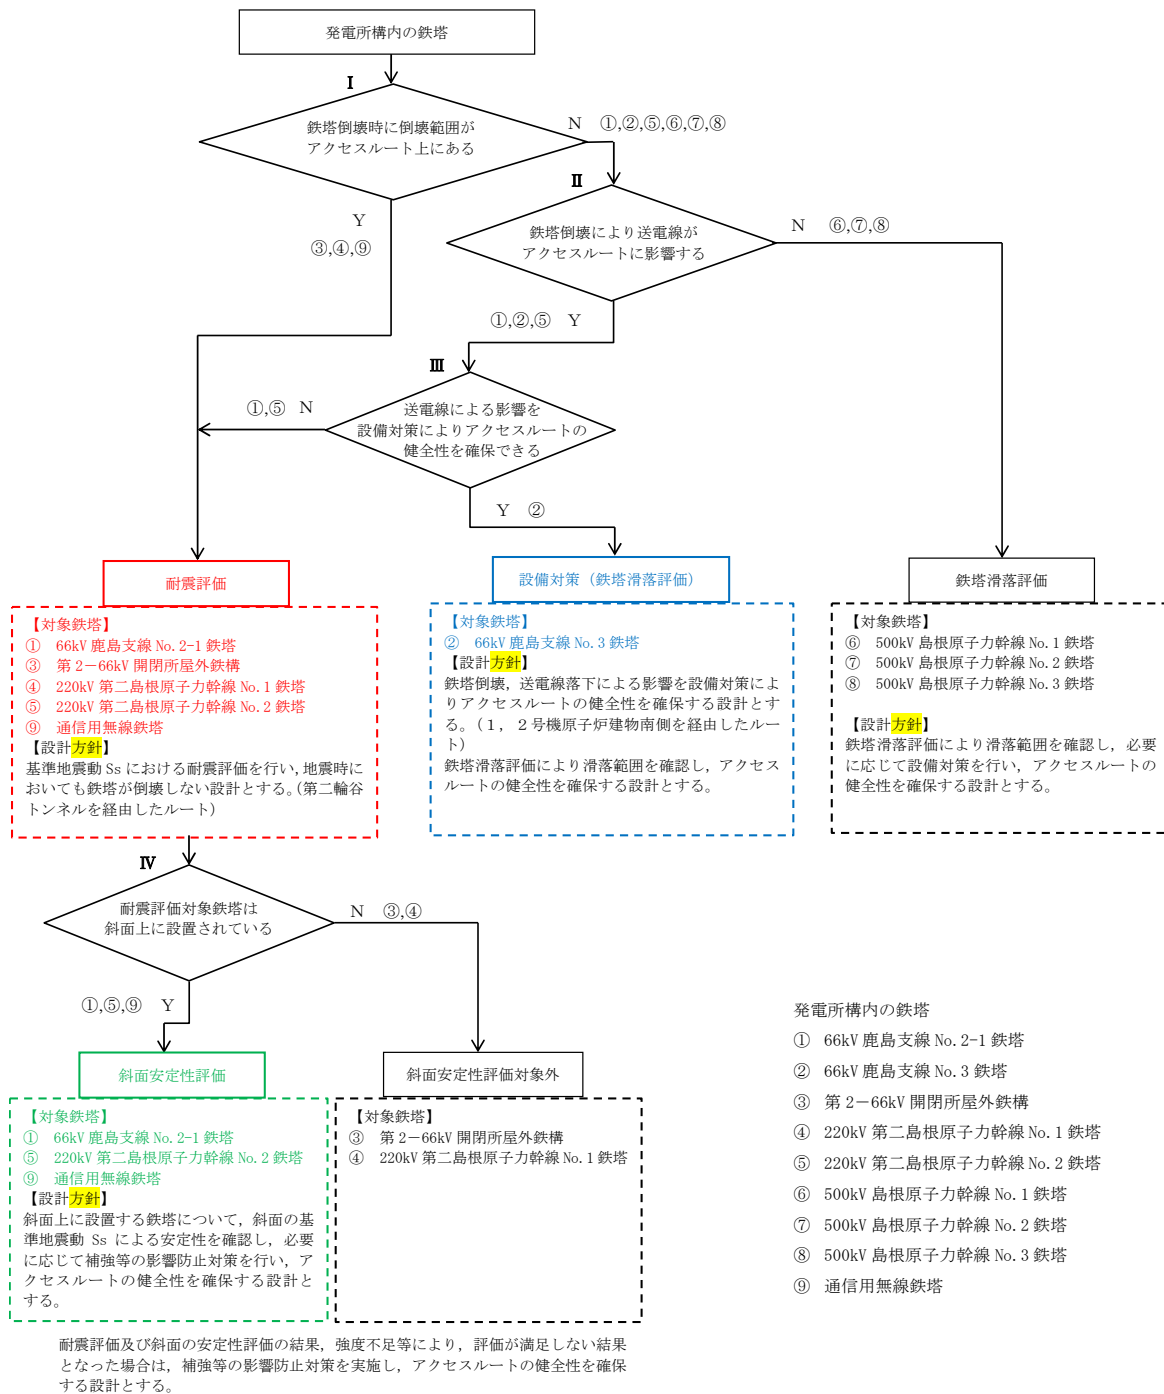 発電所構内の鉄塔
Ⅰ
鉄塔倒壊時に倒壊範囲が
アクセスルート上にある
N ①,②,⑤,⑥,⑦,⑧
Y
③,④,⑨
Ⅱ
鉄塔倒壊により送電線が
アクセスルートに影響する
N ⑥,⑦,⑧
①,②,⑤ Y
Ⅲ
送電線による影響を
設備対策によりアクセスルートの
健全性を確保できる
①,⑤ N
Y ②
耐震評価
【対象鉄塔】
① 66kV 鹿島支線 No.2-1 鉄塔
③ 第 2－66kV 開閉所屋外鉄構
④ 220kV 第二島根原子力幹線 No.1 鉄塔
⑤ 220kV 第二島根原子力幹線 No.2 鉄塔
⑨ 通信用無線鉄塔
【設計方針】
基準地震動 Ss における耐震評価を行い，地震時に
おいても鉄塔が倒壊しない設計とする。（第二輪谷
トンネルを経由したルート）
設備対策（鉄塔滑落評価）
【対象鉄塔】
② 66kV 鹿島支線 No.3 鉄塔
【設計方針】
鉄塔倒壊，送電線落下による影響を設備対策によ
りアクセスルートの健全性を確保する設計とす
る。（１，２号機原子炉建物南側を経由したルー
ト）
鉄塔滑落評価により滑落範囲を確認し，アクセス
ルートの健全性を確保する設計とする。
鉄塔滑落評価
【対象鉄塔】
⑥ 500kV 島根原子力幹線 No.1 鉄塔
⑦ 500kV 島根原子力幹線 No.2 鉄塔
⑧ 500kV 島根原子力幹線 No.3 鉄塔
【設計方針】
鉄塔滑落評価により滑落範囲を確認し，必要
に応じて設備対策を行い，アクセスルートの
健全性を確保する設計とする。
Ⅳ
耐震評価対象鉄塔は
斜面上に設置されている
N ③,④
①,⑤,⑨ Y
斜面安定性評価
【対象鉄塔】
① 66kV 鹿島支線 No.2-1 鉄塔
⑤ 220kV 第二島根原子力幹線 No.2 鉄塔
⑨ 通信用無線鉄塔
【設計方針】
斜面上に設置する鉄塔について，斜面の基
準地震動 Ss による安定性を確認し，必要
に応じて補強等の影響防止対策を行い，ア
クセスルートの健全性を確保する設計と
する。
斜面安定性評価対象外
【対象鉄塔】
③ 第 2－66kV 開閉所屋外鉄構
④ 220kV 第二島根原子力幹線 No.1 鉄塔
発電所構内の鉄塔
① 66kV 鹿島支線 No.2-1 鉄塔
② 66kV 鹿島支線 No.3 鉄塔
③ 第 2－66kV 開閉所屋外鉄構
④ 220kV 第二島根原子力幹線 No.1 鉄塔
⑤ 220kV 第二島根原子力幹線 No.2 鉄塔
⑥ 500kV 島根原子力幹線 No.1 鉄塔
⑦ 500kV 島根原子力幹線 No.2 鉄塔
⑧ 500kV 島根原子力幹線 No.3 鉄塔
⑨ 通信用無線鉄塔
耐震評価及び斜面の安定性評価の結果，強度不足等により，評価が満足しない結果
となった場合は，補強等の影響防止対策を実施し，アクセスルートの健全性を確保
する設計とする。